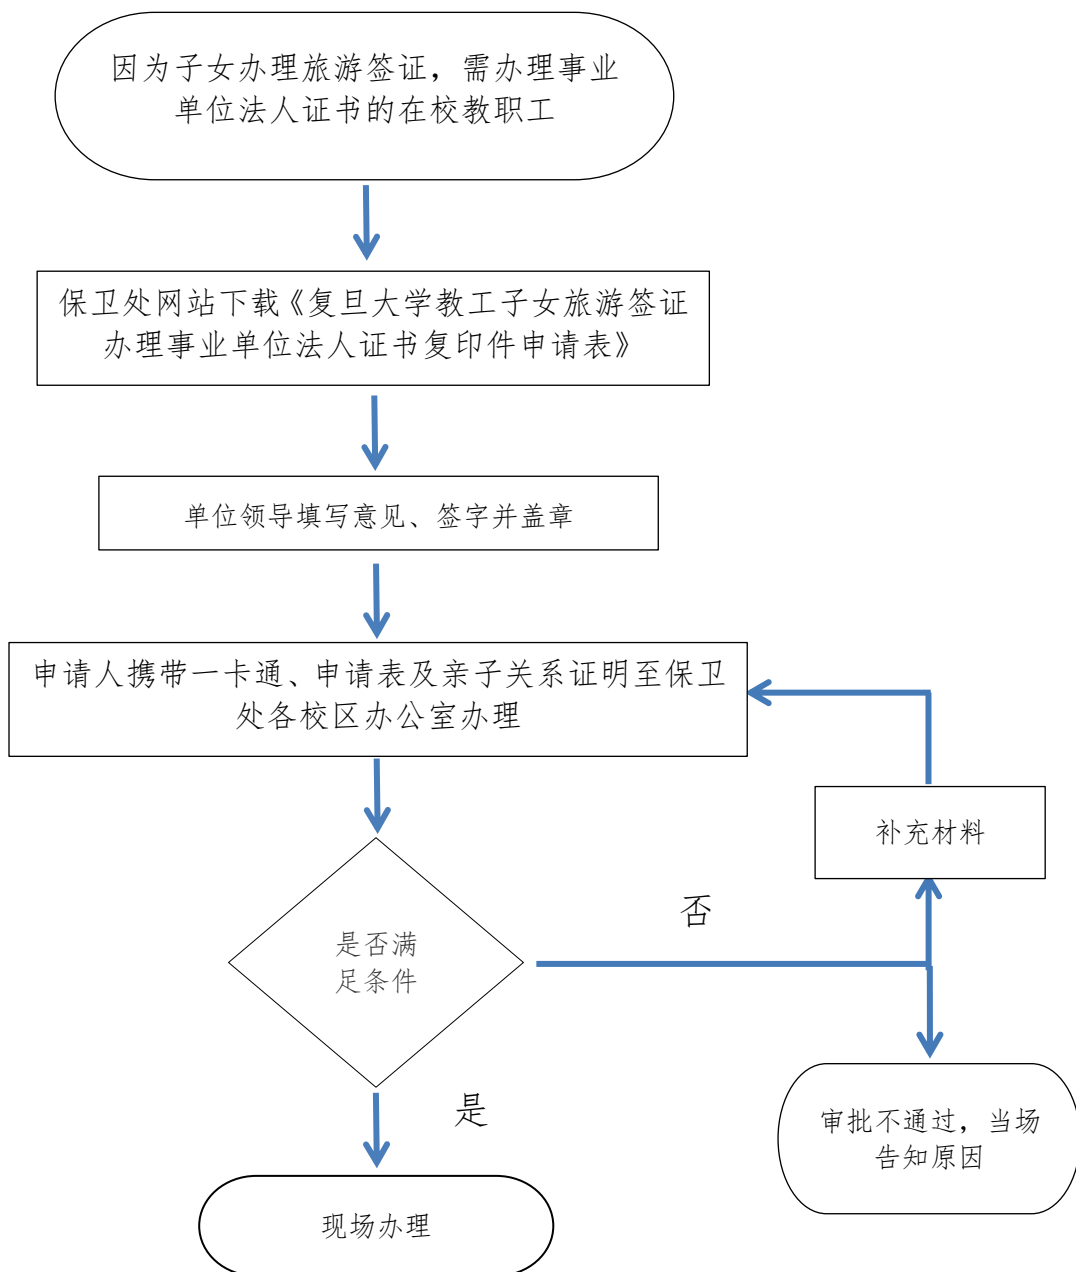 因为子女办理旅游签证，需办理事业
单位法人证书的在校教职工
保卫处网站下载《复旦大学教工子女旅游签证
办理事业单位法人证书复印件申请表》
单位领导填写意见、签字并盖章
申请人携带一卡通、申请表及亲子关系证明至保卫
处各校区办公室办理
补充材料
否
是否满
足条件
是
审批不通过，当场
告知原因
现场办理